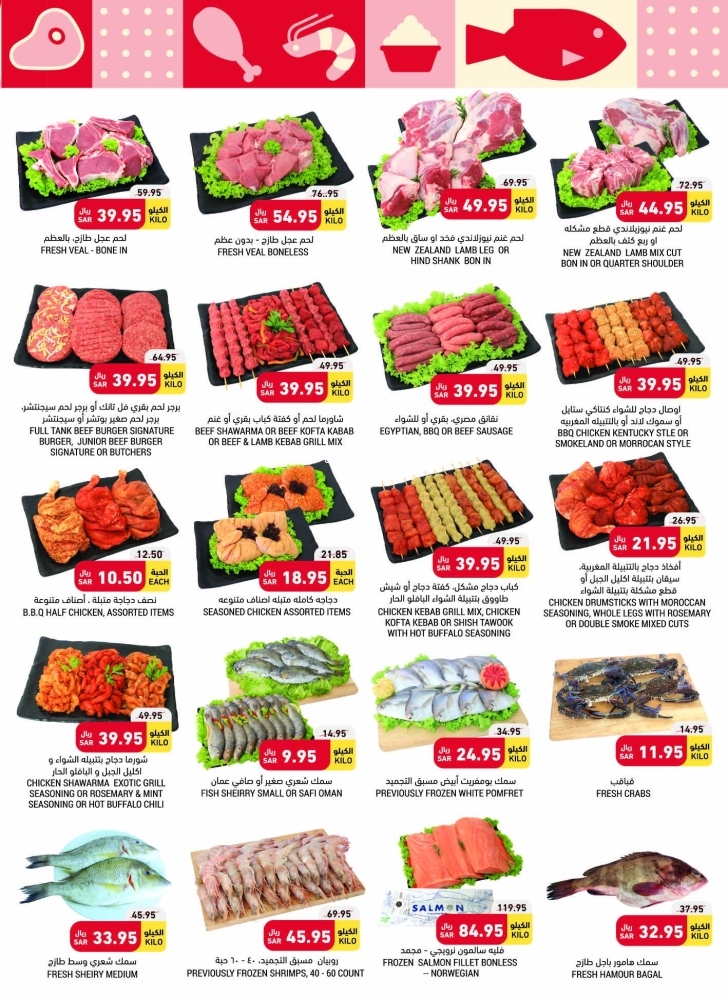 59.95
ريال SAR 39.95 الكيلو KILO
لحم عجل طازج، بالعظم
FRESH VEAL - BONE IN
76..95
ريال SAR 54.95 الكيلو KILO
لحم عجل طازج - بدون عظم
FRESH VEAL BONELESS
69.95
ريال SAR 49.95 الكيلو KILO
لحم غنم نيوزيلاندي فخد او ساق بالعظم
NEW ZEALAND LAMB LEG OR
HIND SHANK BON IN
72.95
ريال SAR 44.95 الكيلو KILO
لحم غنم نيوزيلاندي قطع مشكله
او ربع كتف بالعظم
NEW ZEALAND LAMB MIX CUT
BON IN OR QUARTER SHOULDER
64.95
ريال SAR 39.95 الكيلو KILO
برجر لحم بقري فل تانك أو برجر لحم سيجنتشر،
برجر لحم صغير بوتشر أو سيجنتشر
FULL TANK BEEF BURGER SIGNATURE
BURGER, JUNIOR BEEF BURGER
SIGNATURE OR BUTCHERS
49.95
ريال SAR 39.95 الكيلو KILO
شاورما لحم أو كفتة كباب بقري أو غنم
BEEF SHAWARMA OR BEEF KOFTA KABAB
OR BEEF & LAMB KEBAB GRILL MIX
49.95
ريال SAR 39.95 الكيلو KILO
نقانق مصري، بقري أو للشواء
EGYPTIAN, BBQ OR BEEF SAUSAGE
49.95
ريال SAR 39.95 الكيلو KILO
اوصال دجاج للشواء كنتاكي ستايل
أو سموك لاند أو بالتتبيله المغربيه
BBQ CHICKEN KENTUCKY STLE OR
SMOKELAND OR MORROCAN STYLE
12.50
ريال SAR 10.50 الحبة EACH
نصف دجاجة متبلة ، أصناف متنوعة
B.B.Q HALF CHICKEN, ASSORTED ITEMS
21.85
ريال SAR 18.95 الحبة EACH
دجاجه كامله متبيله اصناف متنوعه
SEASONED CHICKEN ASSORTED ITEMS
49.95
ريال SAR 39.95 الكيلو KILO
كباب دجاج مشكل، كفتة دجاج أو شيش
طاووق بتتبيلة الشواء البافلو الحار
CHICKEN KEBAB GRILL MIX, CHICKEN
KOFTA KEBAB OR SHISH TAWOOK
WITH HOT BUFFALO SEASONING
26.95
ريال SAR 21.95 الكيلو KILO
أفخاذ دجاج بالتتبيلة المغربية،
سيقان بتتبيلة اكليل الجبل أو
قطع مشكلة بتتبيلة الشواء المدخنة
CHICKEN DRUMSTICKS WITH MOROCCAN
SEASONING, WHOLE LEGS WITH ROSEMARY
OR DOUBLE SMOKE MIXED CUTS
49.95
ريال SAR 39.95 الكيلو KILO
شورما دجاج بتتبيله الشواء و
اكليل الجبل و البافلو الحار
CHICKEN SHAWARMA EXOTIC GRILL
SEASONING OR ROSEMARY & MINT
SEASONING OR HOT BUFFALO CHILI
14.95
ريال SAR 9.95 الكيلو KILO
سمك شعري صغير أو صافي عمان
FISH SHEIRRY SMALL OR SAFI OMAN
34.95
ريال SAR 24.95 الكيلو KILO
سمك بومفريت أبيض مسبق التجميد
PREVIOUSLY FROZEN WHITE POMFRET
14.95
ريال SAR 11.95 الكيلو KILO
قباقب
FRESH CRABS
45.95
ريال SAR 33.95 الكيلو KILO
سمك شعري وسط طازج
FRESH SHEIRY MEDIUM
69.95
ريال SAR 45.95 الكيلو KILO
روبيان مسبق التجميد، ٤٠ - ٦٠ حبة
PREVIOUSLY FROZEN SHRIMPS, 40 - 60 COUNT
SALMON
119.95
ريال SAR 84.95 الكيلو KILO
فليه سالمون نرويجي - مجمد
FROZEN SALMON FILLET BONLESS
-- NORWEGIAN
37.95
ريال SAR 32.95 الكيلو KILO
سمك هامور باجل طازج
FRESH HAMOUR BAGAL